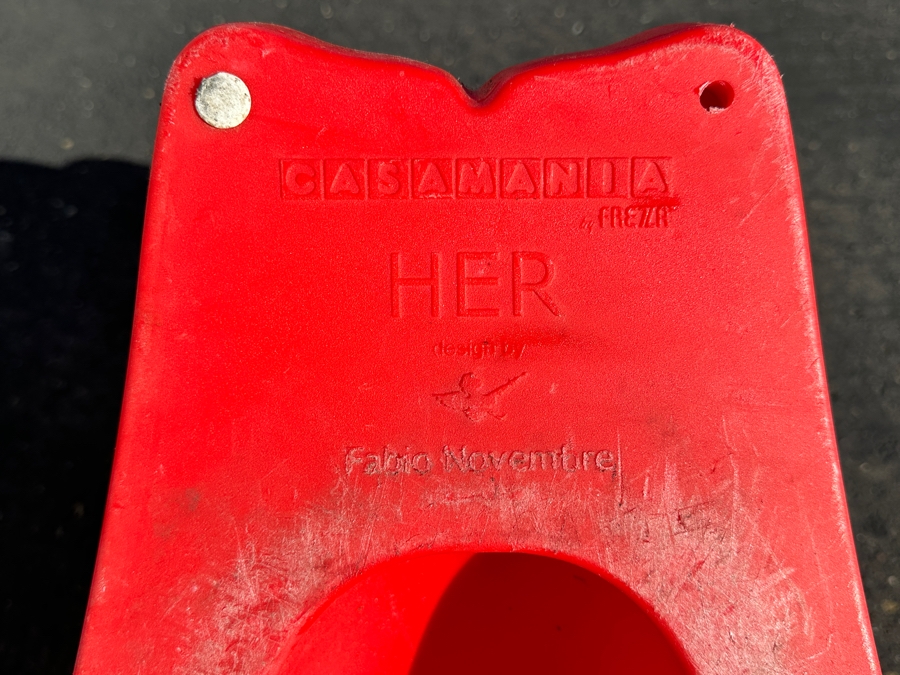 CASAMANIA
by FREZZA
HER
design by
Fabio Novembre